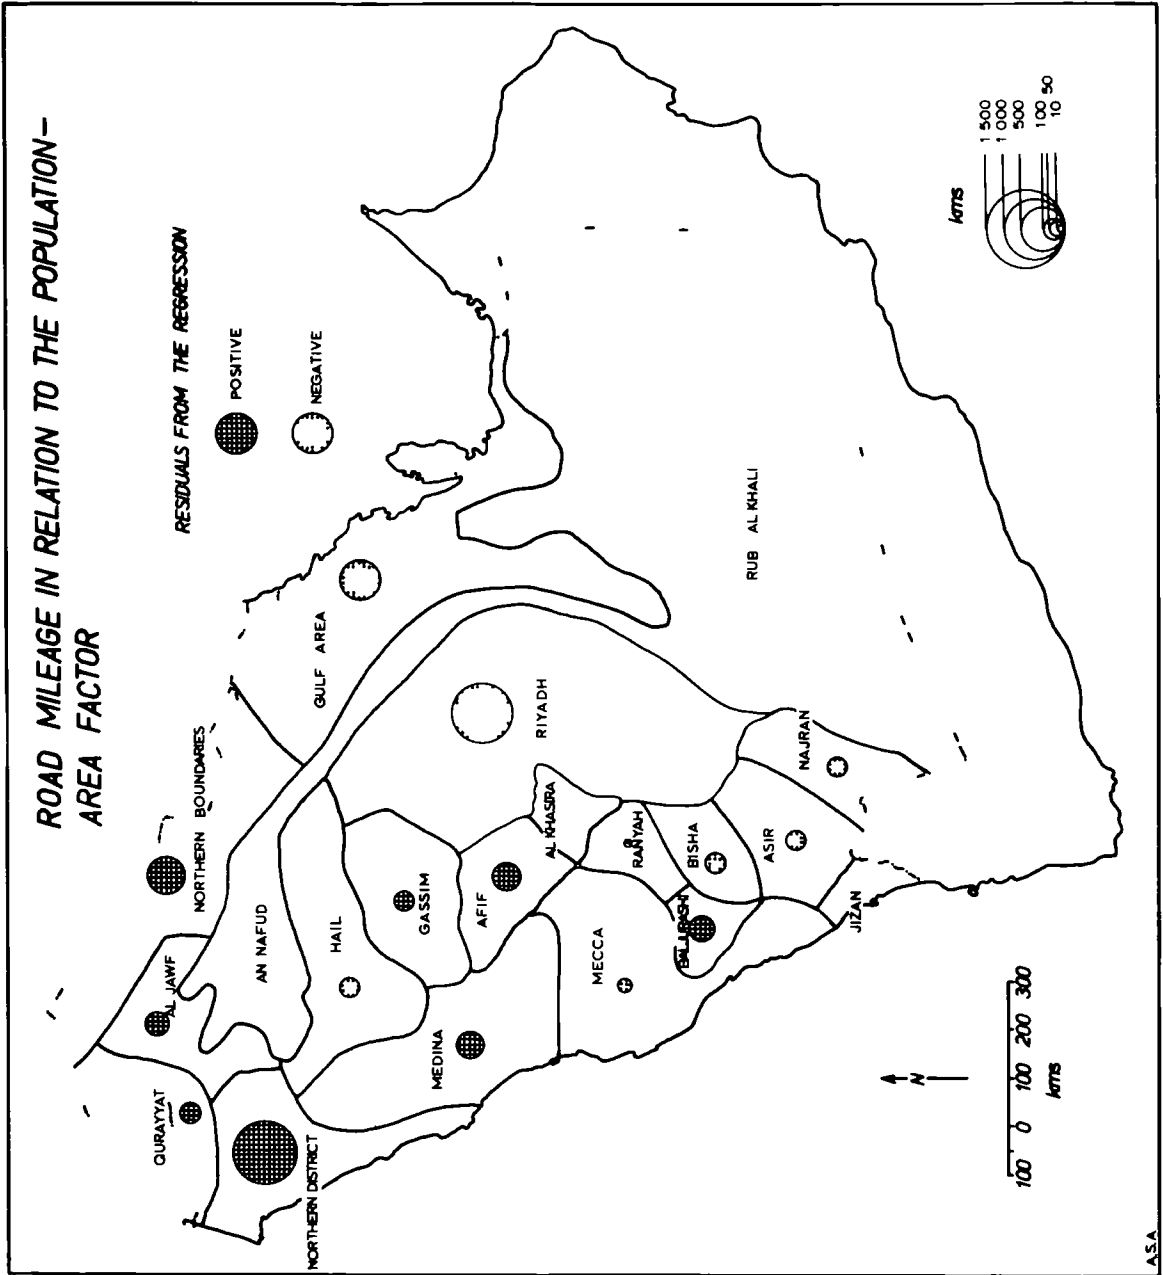 ROAD MILEAGE IN RELATION TO THE POPULATION-
AREA FACTOR
RESIDUALS FROM THE REGRESSION
POSITIVE
NEGATIVE
QURAYYAT
AL JAWF
NORTHERN BOUNDARIES
NORTHERN DISTRICT
AN NAFUD
HAIL
GULF AREA
GASSIM
MEDINA
AFIF
RIYADH
AL KHASIRA
MECCA
RANYAH
BISHA
ASIR
NAJRAN
JIZAN
RUB AL KHALI
kms
1 500
1 000
500
100
50
10
N
100 0 100 200 300
kms
A.S.A